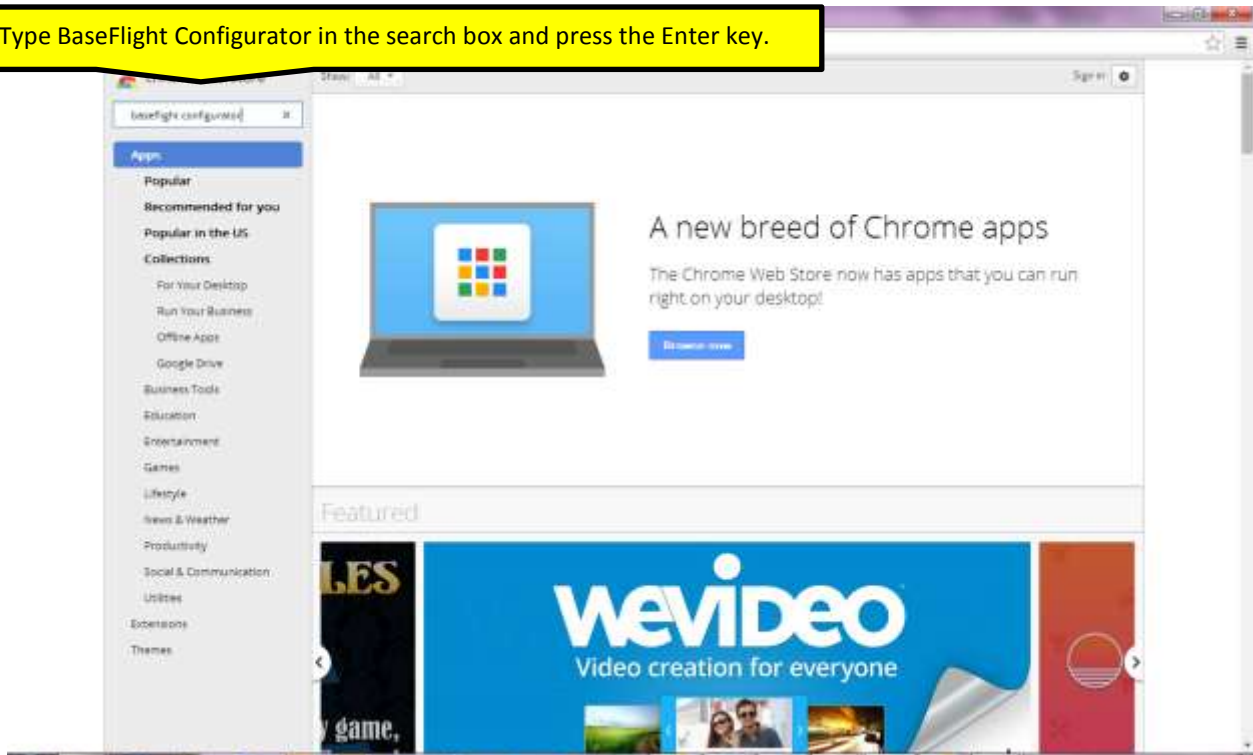 Type BaseFlight Configurator in the search box and press the Enter key.
Show: All
Sign in
baseflight configurator
Apps
Popular
Recommended for you
Popular in the US
Collections
For Your Desktop
Run Your Business
Offline Apps
Google Drive
Business Tools
Education
Entertainment
Games
Lifestyle
News & Weather
Productivity
Social & Communication
Utilities
Extensions
Themes
A new breed of Chrome apps
The Chrome Web Store now has apps that you can run
right on your desktop!
Browse now
Featured
LES
y game,
WeVideo
Video creation for everyone